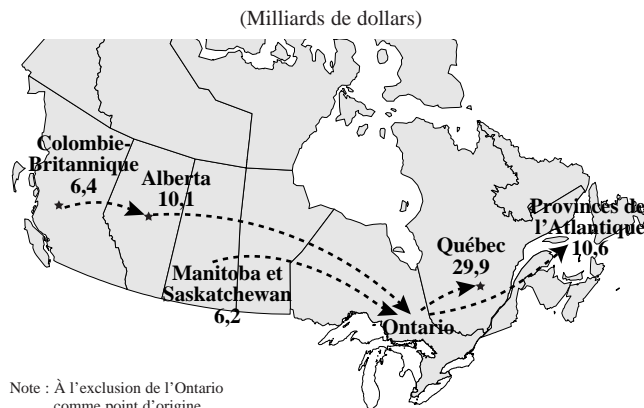 (Milliards de dollars)
Colombie-
Britannique
6,4
Alberta
10,1
Manitoba et
Saskatchewan
6,2
Ontario
Québec
29,9
Provinces de
l'Atlantique
10,6
Note : À l'exclusion de l'Ontario
comme point d'origine